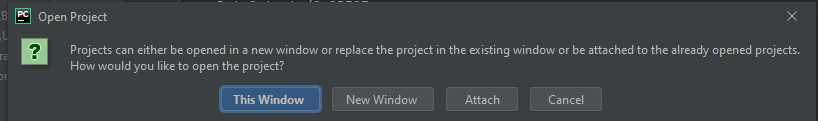 PC Open Project
Projects can either be opened in a new window or replace the project in the existing window or be attached to the already opened projects.
How would you like to open the project?
This Window New Window Attach Cancel